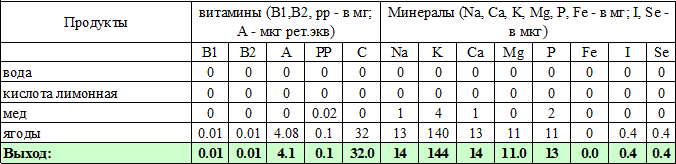 Продукты витамины (B1,B2, рр - в мг; А - мкг рет.экв) Минералы (Na, Ca, K, Mg, P, Fe - в мг; I, Se - в мкг)
B1 B2 A PP C Na K Ca Mg P Fe I Se
вода 0 0 0 0 0 0 0 0 0 0 0 0 0
кислота лимонная 0 0 0 0 0 0 0 0 0 0 0 0 0
мед 0 0 0 0.02 0 1 4 1 0 2 0 0 0
ягоды 0.01 0.01 4.08 0.1 32 13 140 13 11 11 0 0.4 0.4
Выход: 0.01 0.01 4.1 0.1 32.0 14 144 14 11.0 13 0.0 0.4 0.4